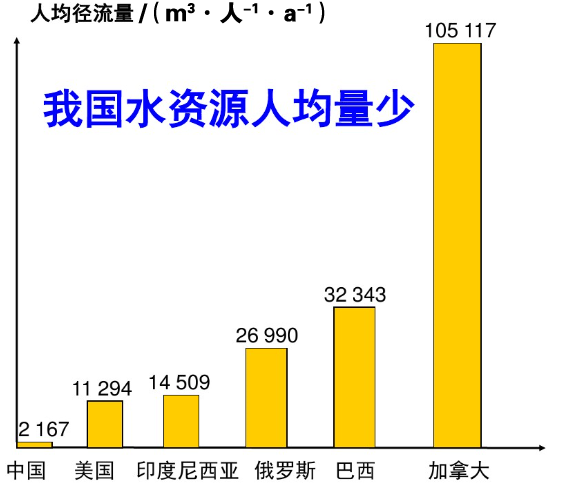 人均径流量 / ( m³ · 人⁻¹ · a⁻¹ )
105 117
我国水资源人均量少
32 343
26 990
14 509
11 294
2 167
中国 美国 印度尼西亚 俄罗斯 巴西 加拿大